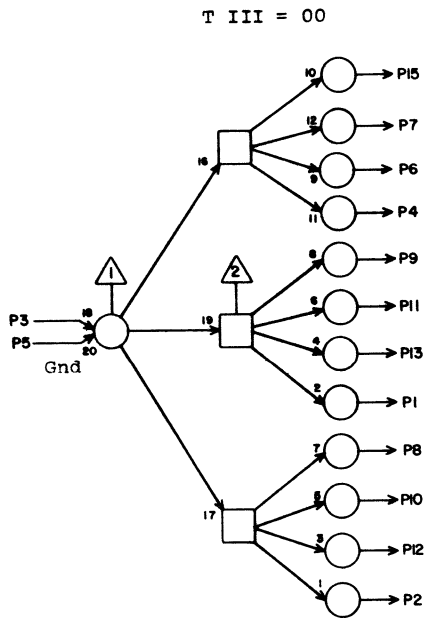 T III = 00
10 P15
12 P7
16
9 P6
11 P4
1 2 8 P9
P3 18 19 6 P11
P5 20 4 P13
Gnd
2 P1
7 P8
17 5 P10
3 P12
1 P2